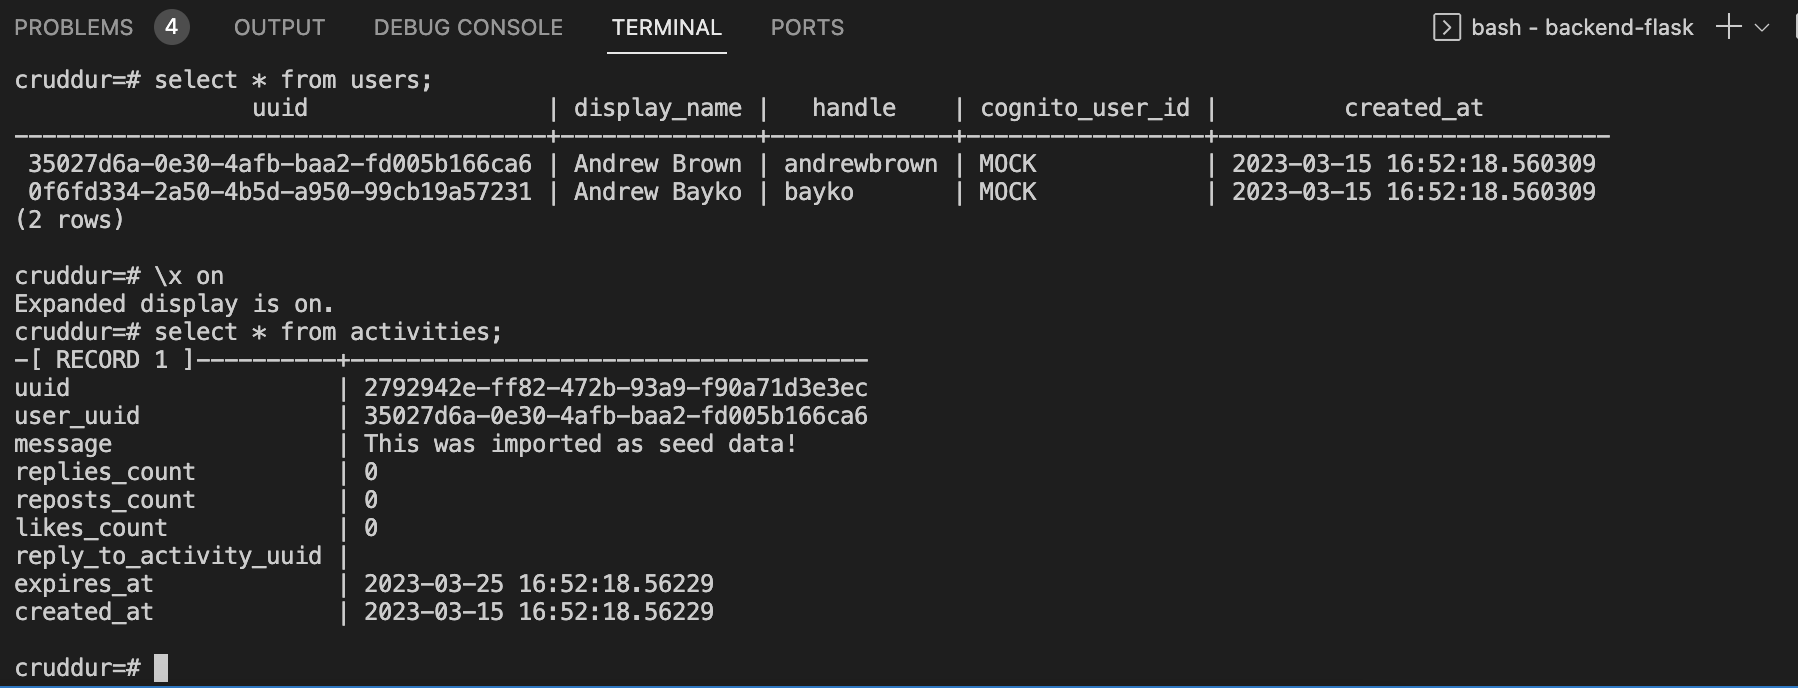 PROBLEMS 4 OUTPUT DEBUG CONSOLE TERMINAL PORTS bash - backend-flask
cruddur=# select * from users;
uuid | display_name | handle | cognito_user_id | created_at
--------------------------------------+--------------+-------------+-----------------+----------------------------
35027d6a-0e30-4afb-baa2-fd005b166ca6 | Andrew Brown | andrewbrown | MOCK | 2023-03-15 16:52:18.560309
0f6fd334-2a50-4b5d-a950-99cb19a57231 | Andrew Bayko | bayko | MOCK | 2023-03-15 16:52:18.560309
(2 rows)
cruddur=# \x on
Expanded display is on.
cruddur=# select * from activities;
-[ RECORD 1 ]----------+-------------------------------------
uuid | 2792942e-ff82-472b-93a9-f90a71d3e3ec
user_uuid | 35027d6a-0e30-4afb-baa2-fd005b166ca6
message | This was imported as seed data!
replies_count | 0
reposts_count | 0
likes_count | 0
reply_to_activity_uuid |
expires_at | 2023-03-25 16:52:18.56229
created_at | 2023-03-15 16:52:18.56229
cruddur=#